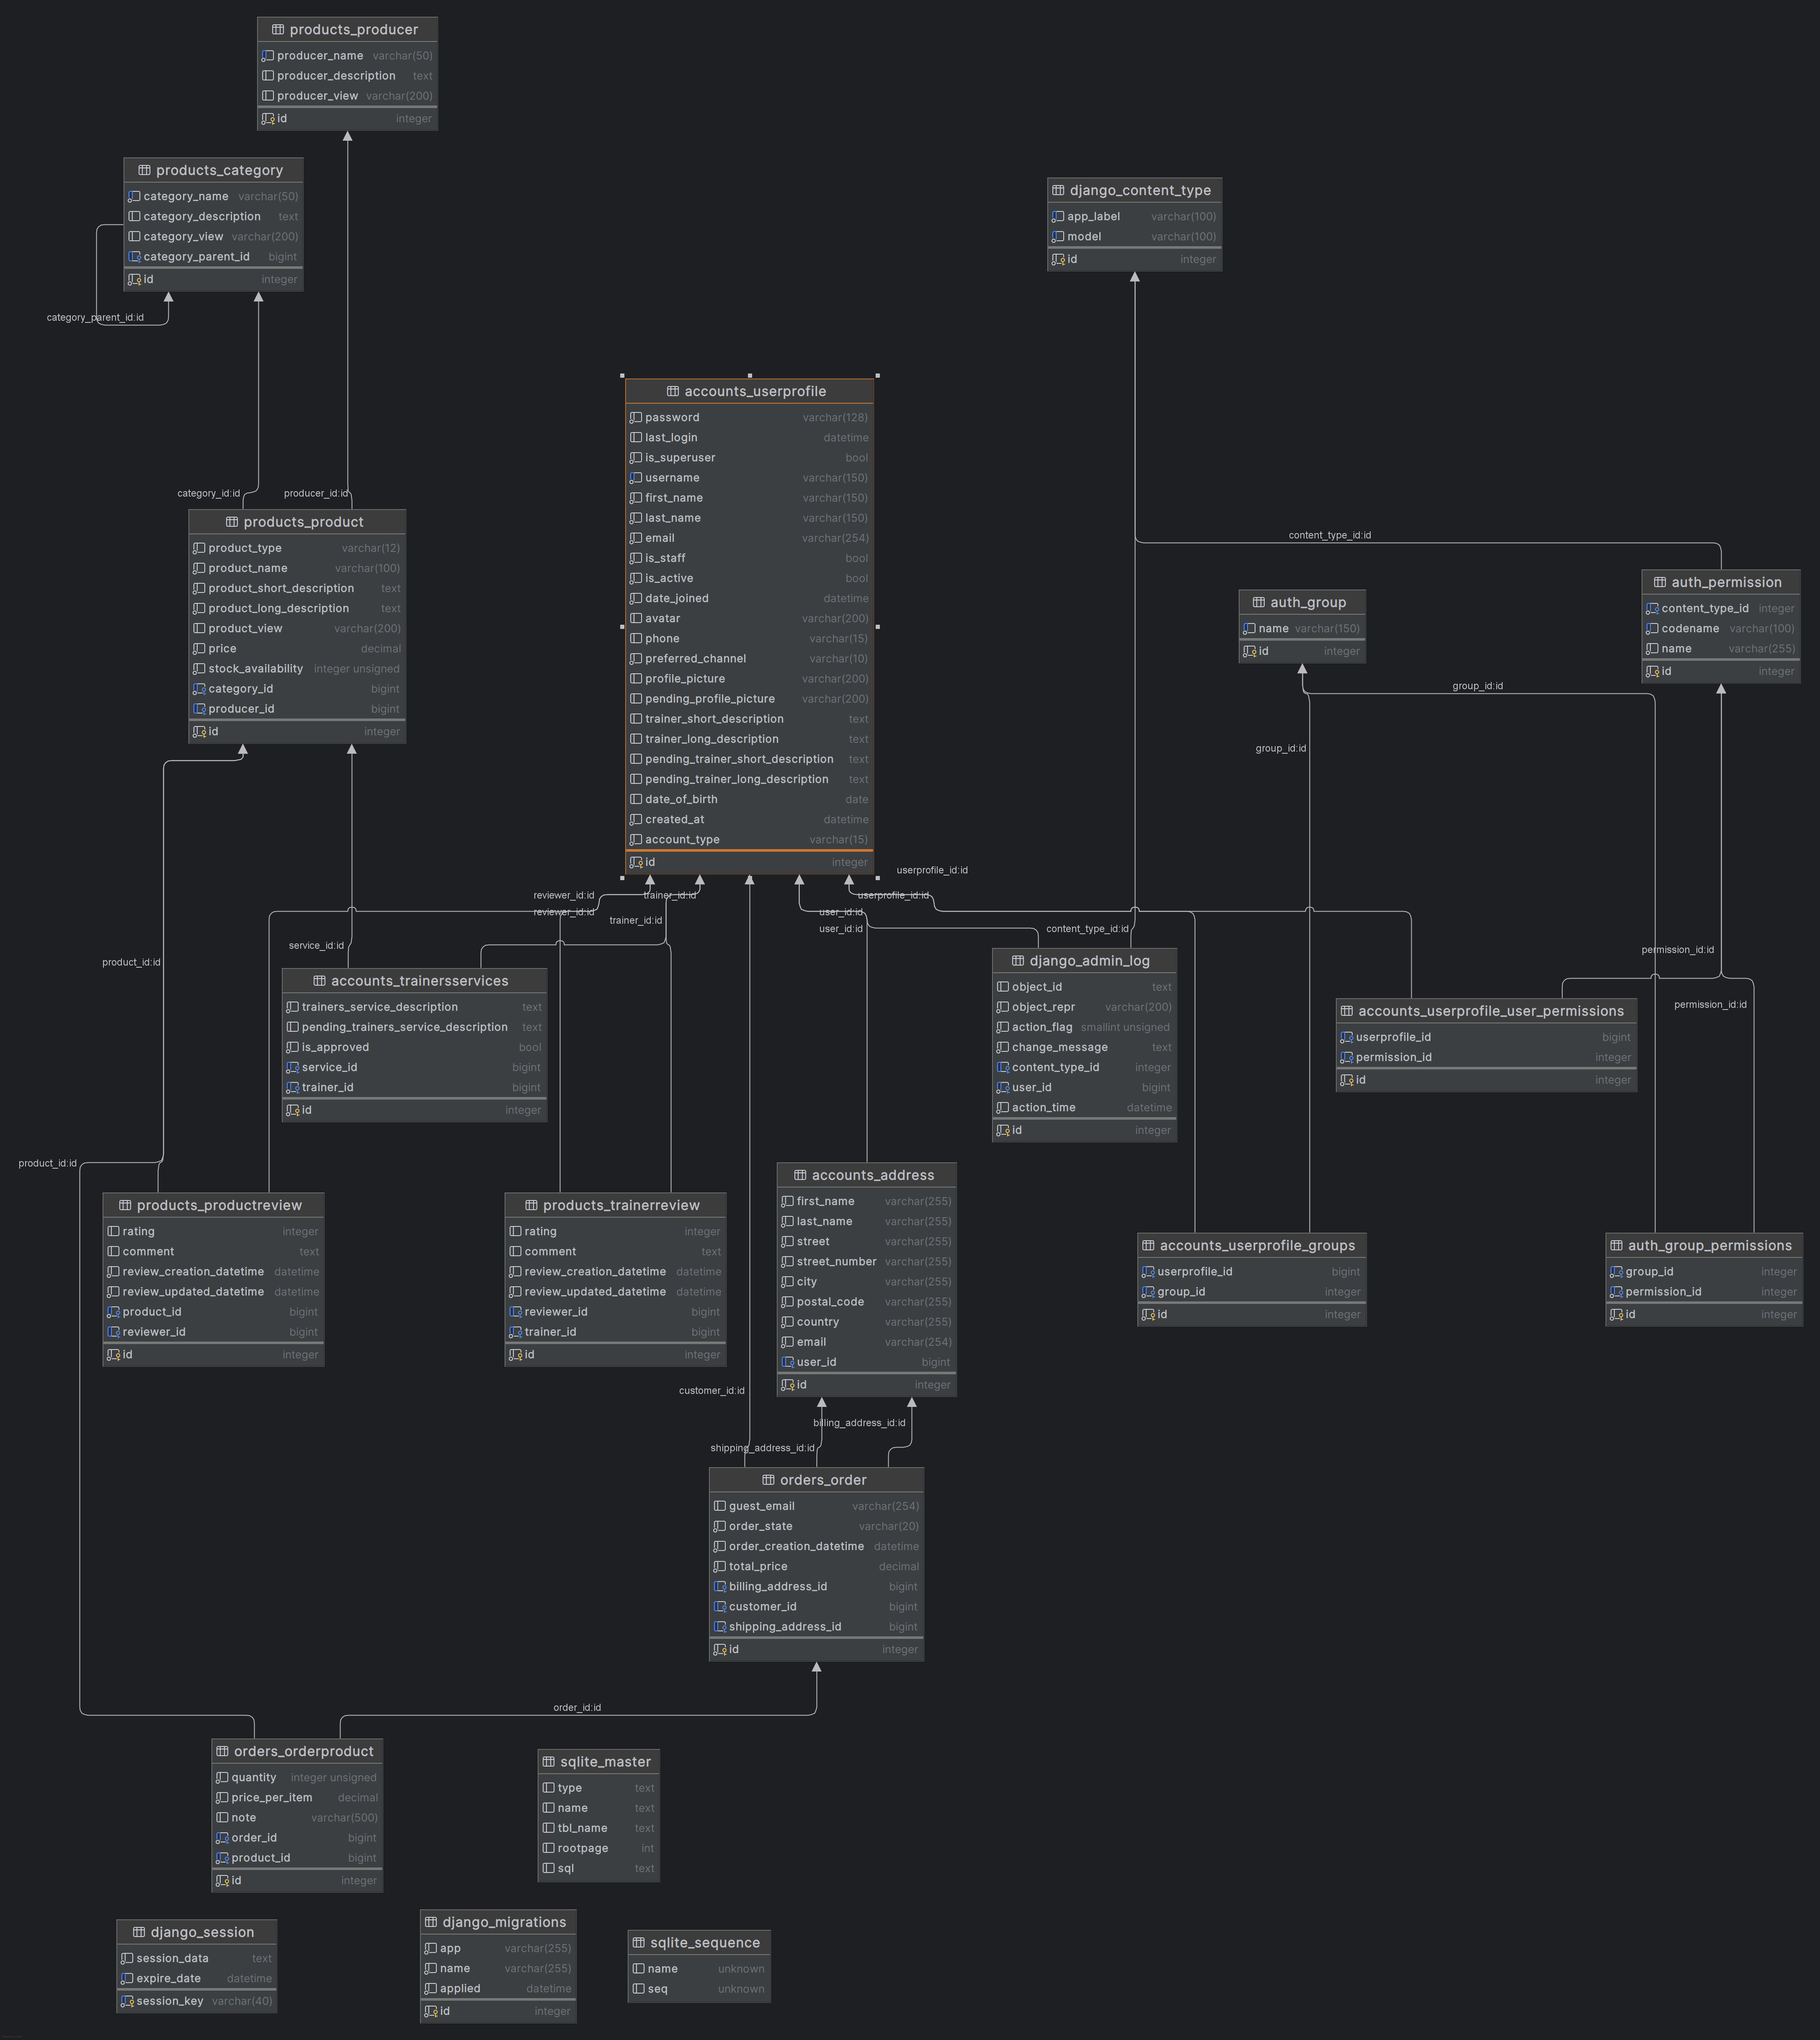 products_producer
producer_name varchar(50)
producer_description text
producer_view varchar(200)
id integer
products_category
category_name varchar(50)
category_description text
category_view varchar(200)
category_parent_id bigint
id integer
category_parent_id:id
django_content_type
app_label varchar(100)
model varchar(100)
id integer
accounts_userprofile
password varchar(128)
last_login datetime
is_superuser bool
username varchar(150)
first_name varchar(150)
last_name varchar(150)
email varchar(254)
is_staff bool
is_active bool
date_joined datetime
avatar varchar(200)
phone varchar(15)
preferred_channel varchar(10)
profile_picture varchar(200)
pending_profile_picture varchar(200)
trainer_short_description text
trainer_long_description text
pending_trainer_short_description text
pending_trainer_long_description text
date_of_birth date
created_at datetime
account_type varchar(15)
id integer
category_id:id
producer_id:id
products_product
product_type varchar(12)
product_name varchar(100)
product_short_description text
product_long_description text
product_view varchar(200)
price decimal
stock_availability integer unsigned
category_id bigint
producer_id bigint
id integer
content_type_id:id
auth_permission
content_type_id integer
codename varchar(100)
name varchar(255)
id integer
auth_group
name varchar(150)
id integer
group_id:id
group_id:id
userprofile_id:id
reviewer_id:id
trainer_id:id
userprofile_id:id
reviewer_id:id
trainer_id:id
user_id:id
user_id:id
content_type_id:id
service_id:id
product_id:id
permission_id:id
permission_id:id
accounts_trainersservices
trainers_service_description text
pending_trainers_service_description text
is_approved bool
service_id bigint
trainer_id bigint
id integer
django_admin_log
object_id text
object_repr varchar(200)
action_flag smallint unsigned
change_message text
content_type_id integer
user_id bigint
action_time datetime
id integer
accounts_userprofile_user_permissions
userprofile_id bigint
permission_id integer
id integer
product_id:id
products_productreview
rating integer
comment text
review_creation_datetime datetime
review_updated_datetime datetime
product_id bigint
reviewer_id bigint
id integer
products_trainerreview
rating integer
comment text
review_creation_datetime datetime
review_updated_datetime datetime
reviewer_id bigint
trainer_id bigint
id integer
accounts_address
first_name varchar(255)
last_name varchar(255)
street varchar(255)
street_number varchar(255)
city varchar(255)
postal_code varchar(255)
country varchar(255)
email varchar(254)
user_id bigint
id integer
accounts_userprofile_groups
userprofile_id bigint
group_id integer
id integer
auth_group_permissions
group_id integer
permission_id integer
id integer
customer_id:id
billing_address_id:id
shipping_address_id:id
orders_order
guest_email varchar(254)
order_state varchar(20)
order_creation_datetime datetime
total_price decimal
billing_address_id bigint
customer_id bigint
shipping_address_id bigint
id integer
order_id:id
orders_orderproduct
quantity integer unsigned
price_per_item decimal
note varchar(500)
order_id bigint
product_id bigint
id integer
sqlite_master
type text
name text
tbl_name text
rootpage int
sql text
django_session
session_data text
expire_date datetime
session_key varchar(40)
django_migrations
app varchar(255)
name varchar(255)
applied datetime
id integer
sqlite_sequence
name unknown
seq unknown